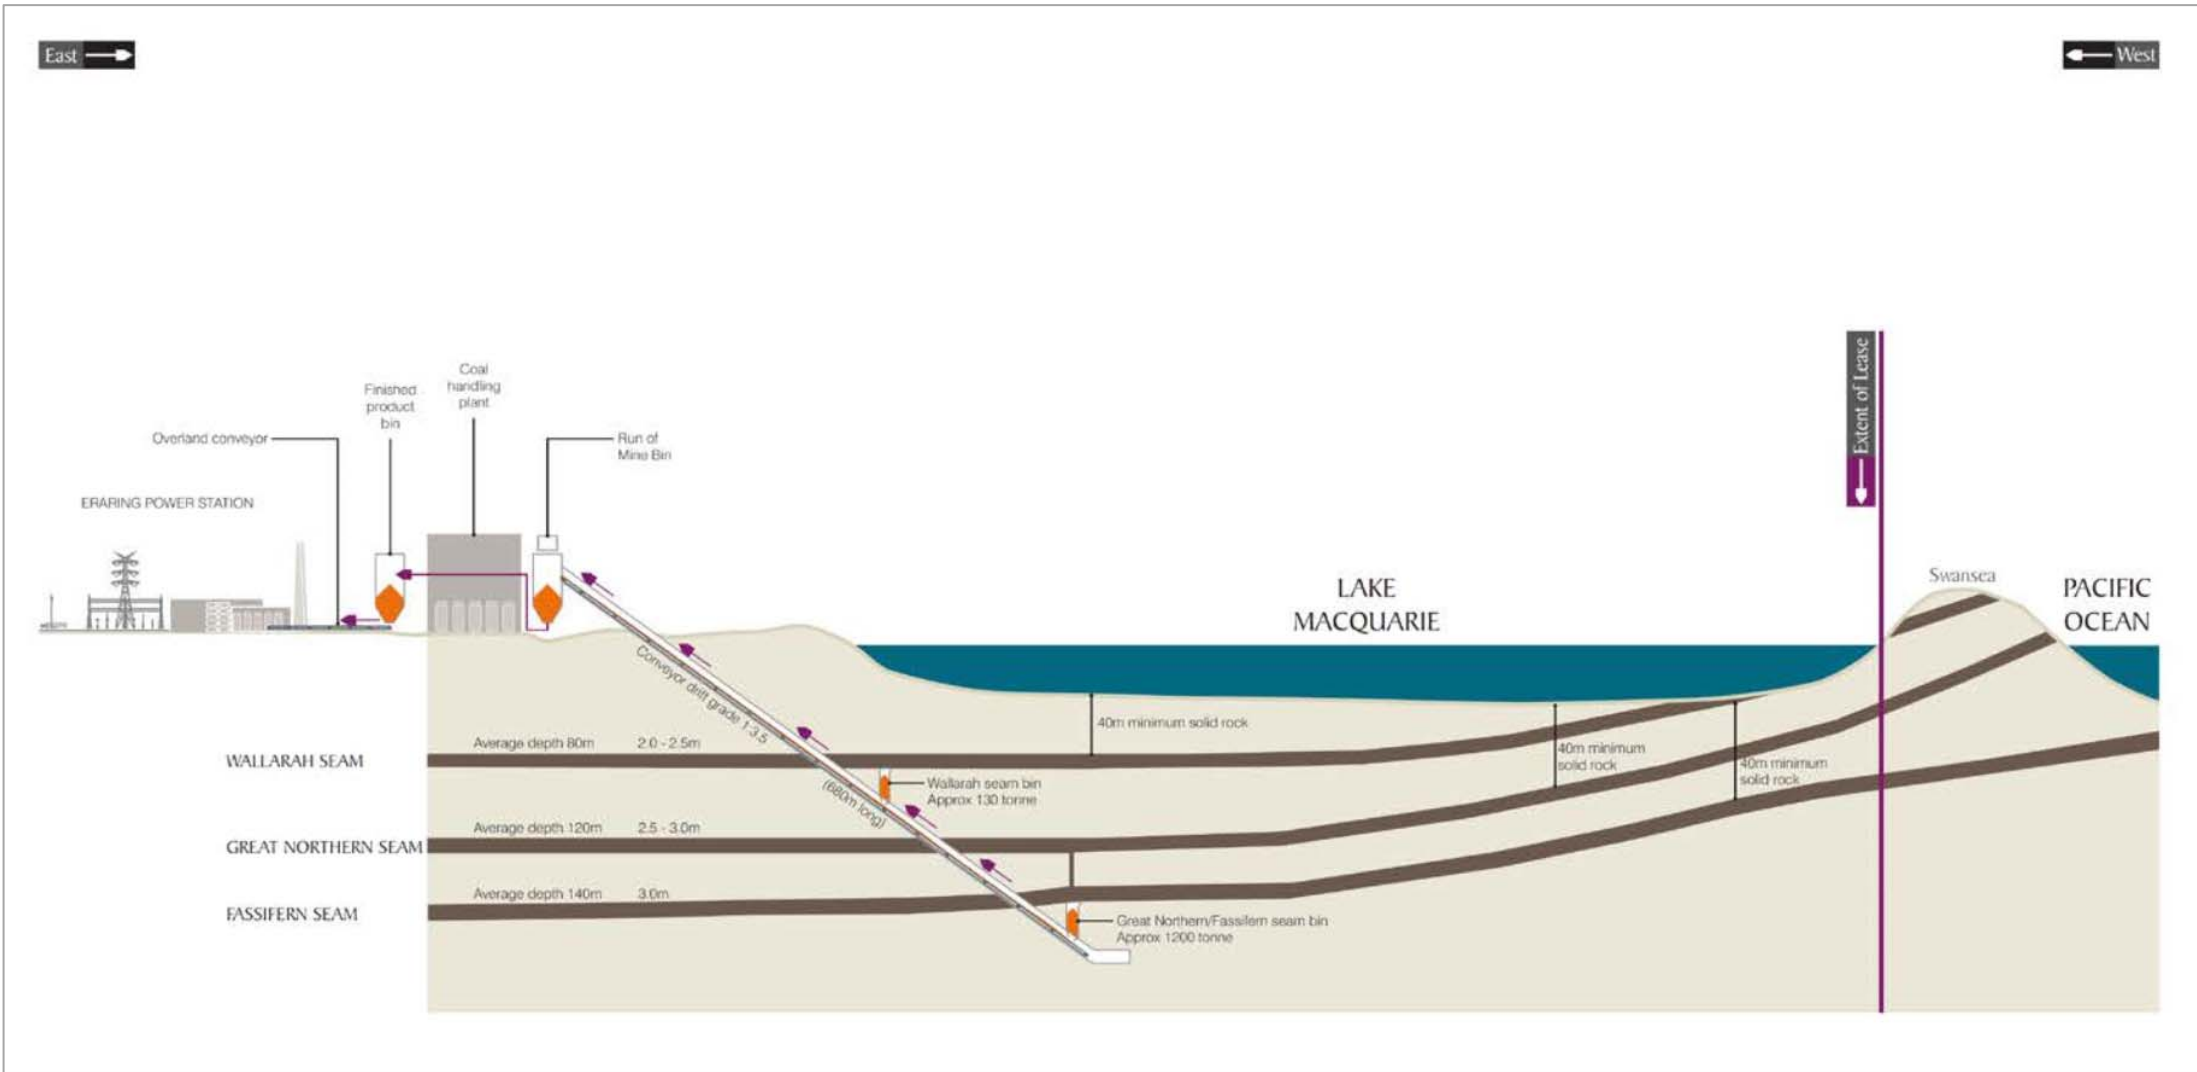 East
West
Extent of Lease
Coal
handling
plant
Finished
product
bin
Overland conveyor
Run of
Mine Bin
ERARING POWER STATION
LAKE
MACQUARIE
Swansea
PACIFIC
OCEAN
Conveyor drift grade 1-3.5
(680m long)
40m minimum solid rock
40m minimum
solid rock
40m minimum
solid rock
WALLARAH SEAM
Average depth 80m 2.0 - 2.5m
Wallarah seam bin
Approx 130 tonne
GREAT NORTHERN SEAM
Average depth 120m 2.5 - 3.0m
FASSIFERN SEAM
Average depth 140m 3.0m
Great Northern/Fassifern seam bin
Approx 1200 tonne